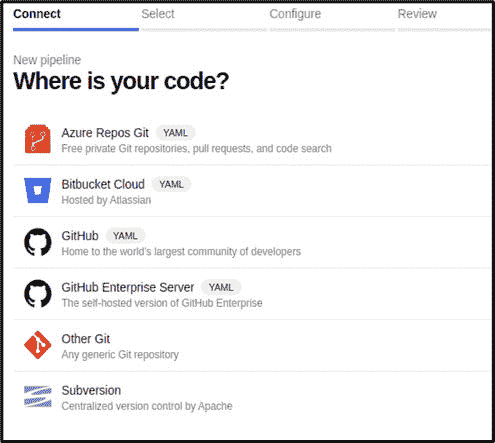 Connect Select Configure Review
New pipeline
Where is your code?
Azure Repos Git YAML
Free private Git repositories, pull requests, and code search
Bitbucket Cloud YAML
Hosted by Atlassian
GitHub YAML
Home to the world's largest community of developers
GitHub Enterprise Server YAML
The self-hosted version of GitHub Enterprise
Other Git
Any generic Git repository
Subversion
Centralized version control by Apache